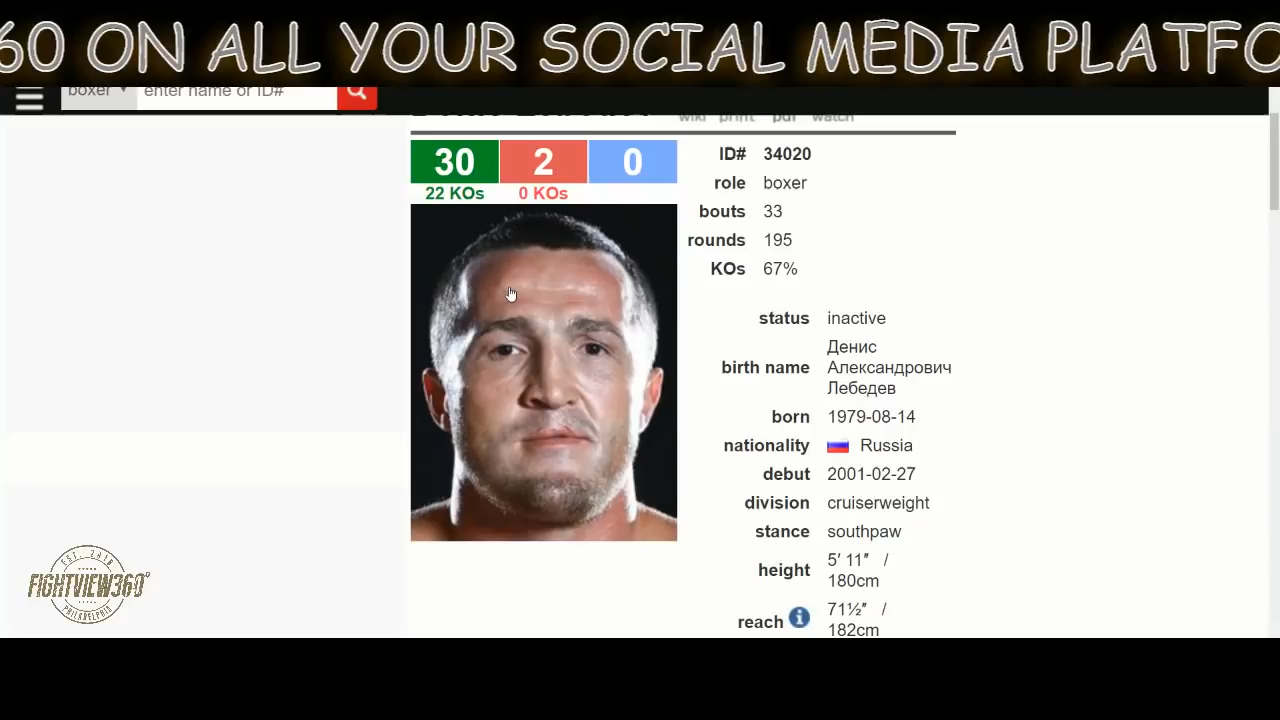 60 ON ALL YOUR SOCIAL MEDIA PLATFO
boxer enter name or ID#
wiki print pdf watch
30 2 0
22 KOs 0 KOs
ID# 34020
role boxer
bouts 33
rounds 195
KOs 67%
status inactive
birth name Денис
Александрович
Лебедев
born 1979-08-14
nationality Russia
debut 2001-02-27
division cruiserweight
stance southpaw
height 5′ 11″ /
180cm
reach 71½″ /
182cm
EST. 2010
FIGHTVIEW360°
PHILADELPHIA